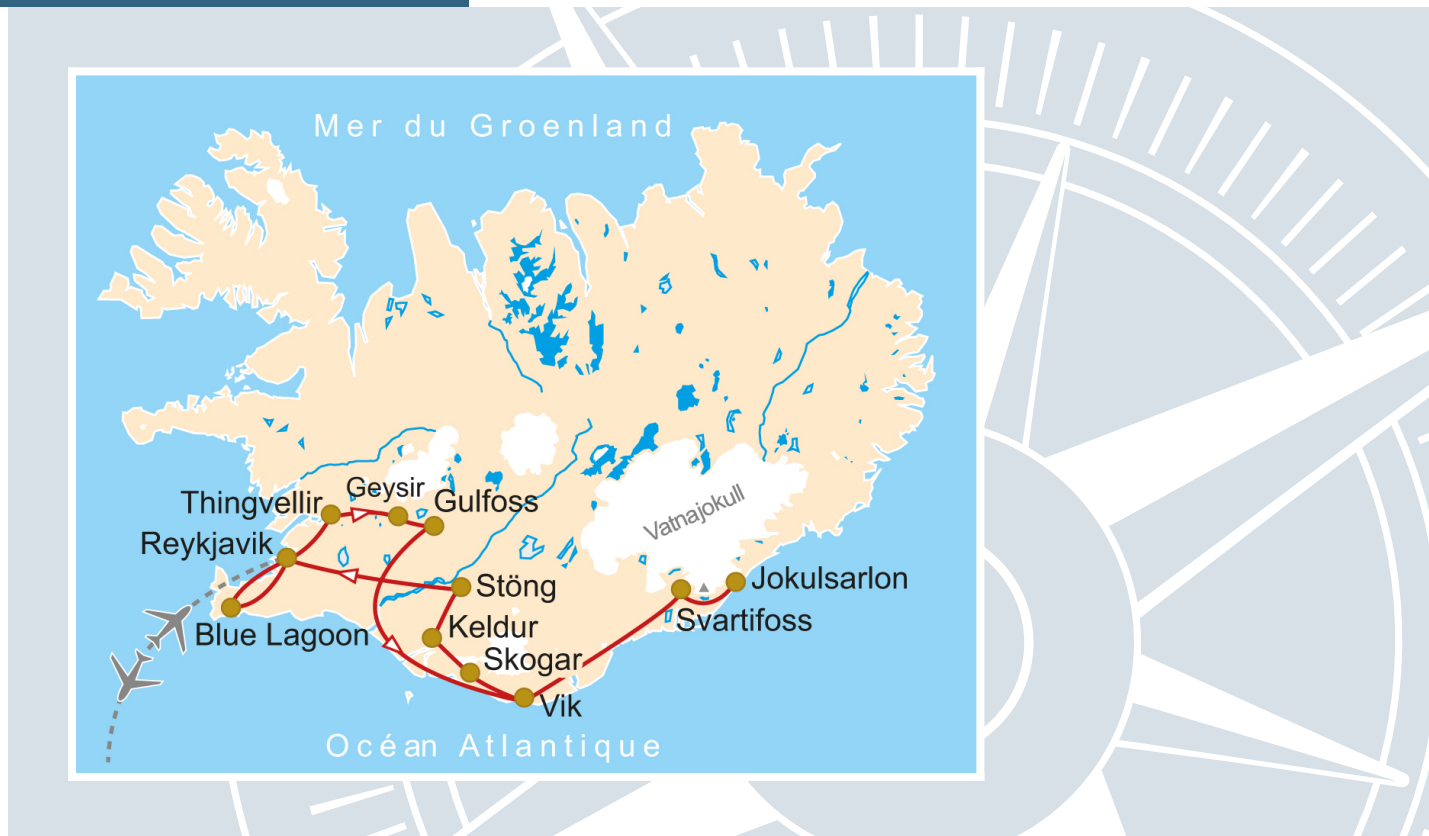 Mer du Groenland
Geysir
Thingvellir
Gulfoss
Vatnajokull
Reykjavik
Stöng
Jokulsarlon
Blue Lagoon
Keldur
Svartifoss
Skogar
Vik
Océan Atlantique